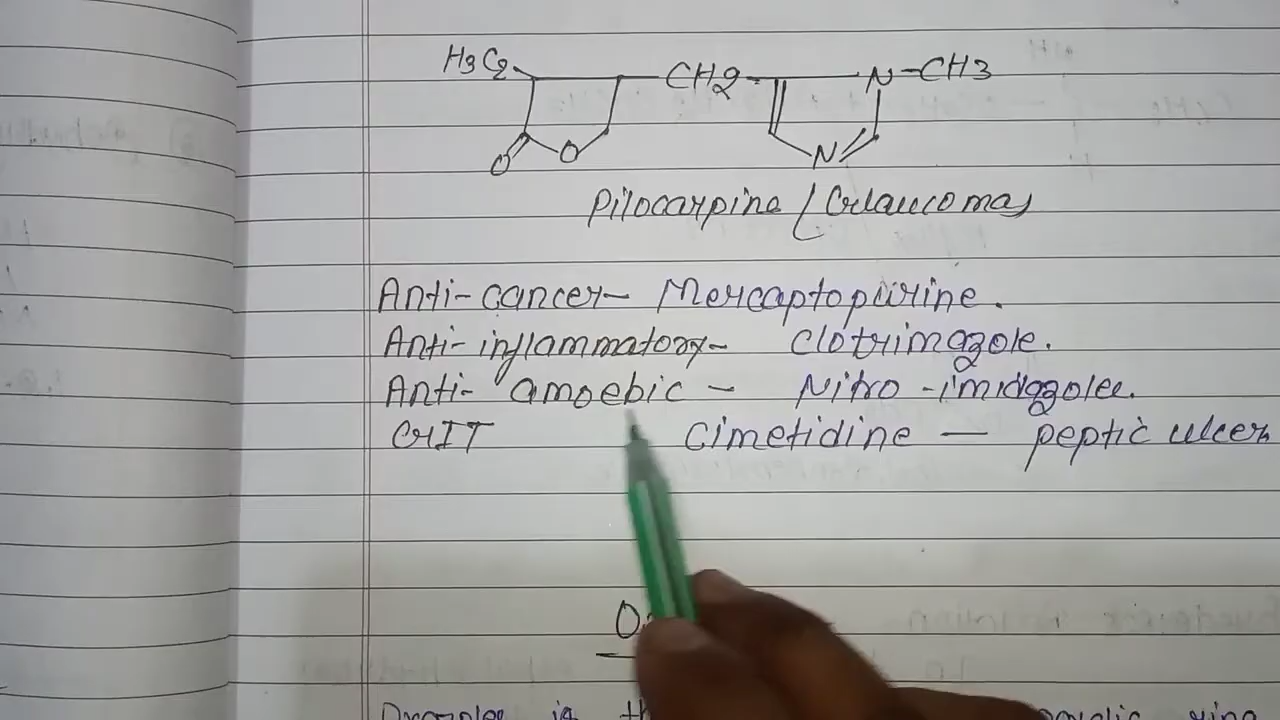 H3C2 CH2 N-CH3
O O N
Pilocarpine (Glaucoma)
Anti-cancer- Mercaptopurine.
Anti-inflammatory- Clotrimazole.
Anti- amoebic - Nitro-imidazole.
GIT Cimetidine - peptic ulcer
O
is